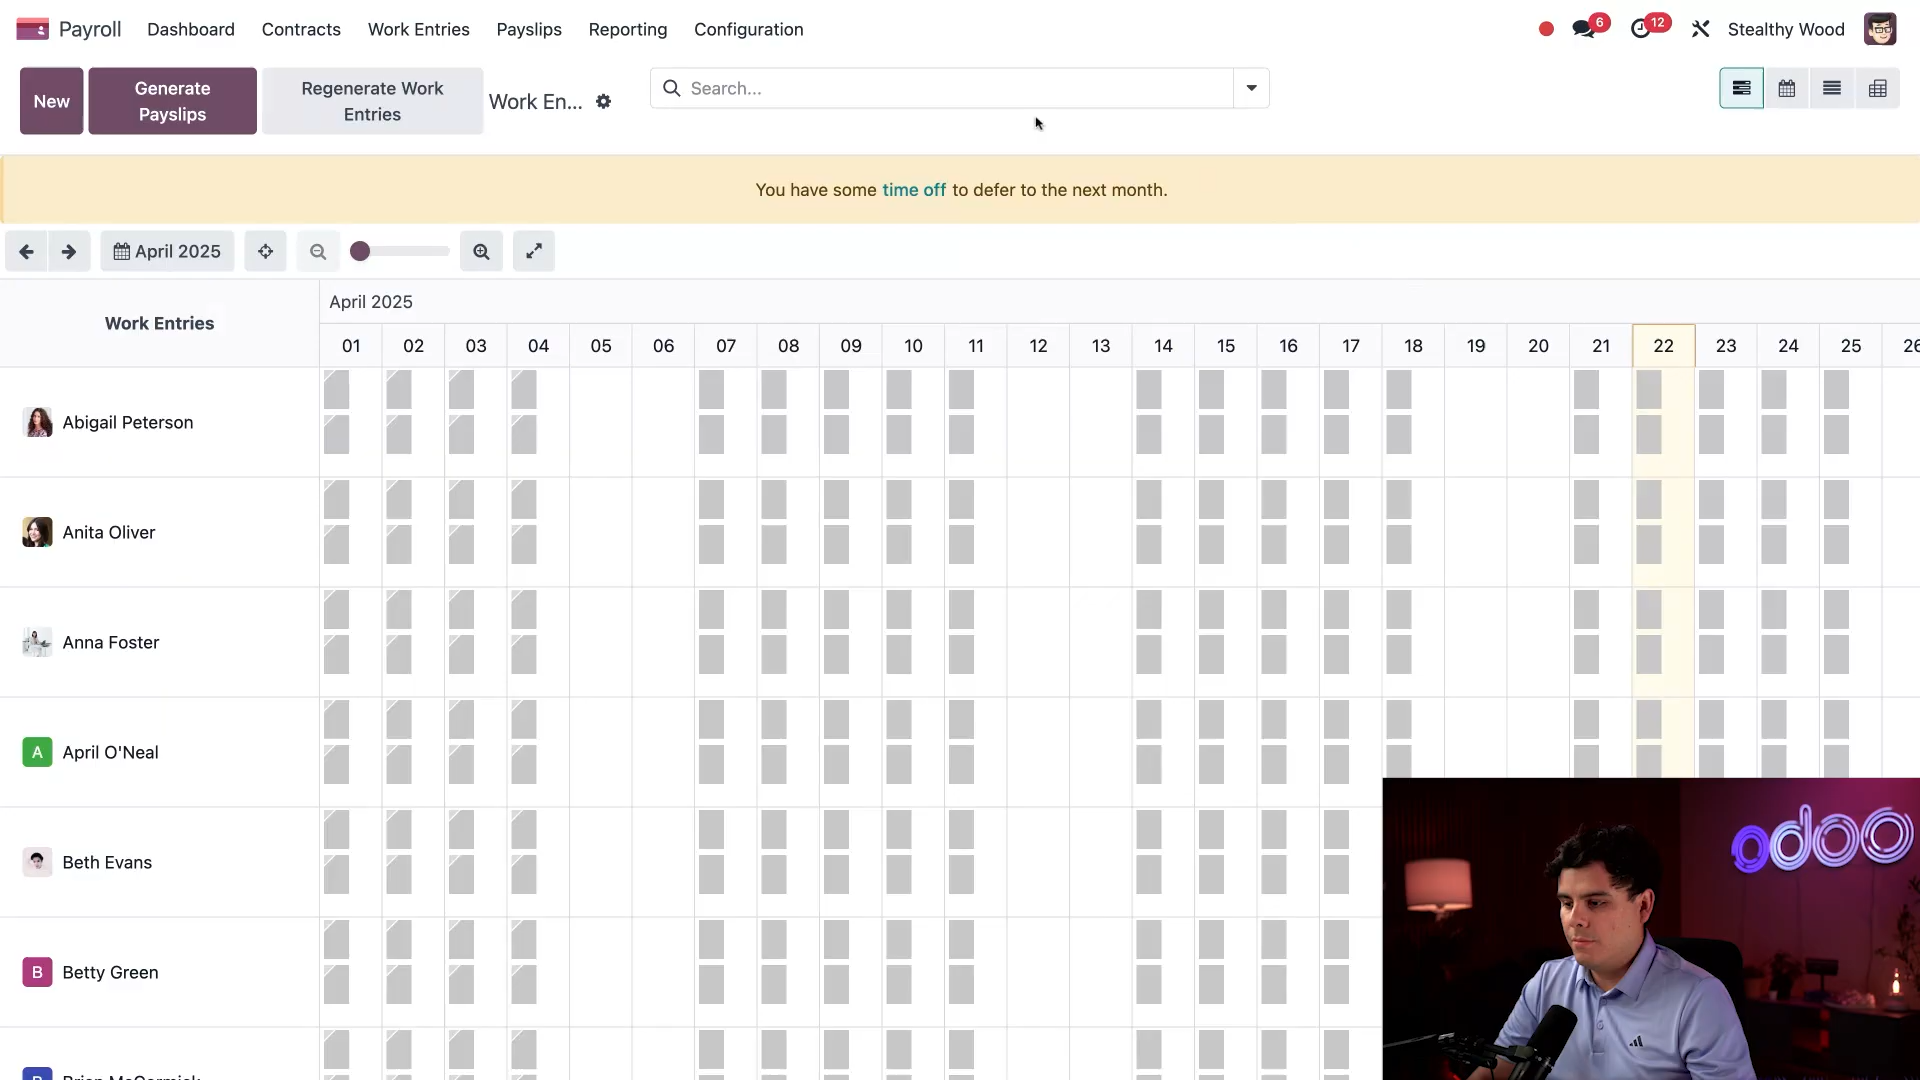 Payroll Dashboard Contracts Work Entries Payslips Reporting Configuration 6 12 Stealthy Wood
New Generate Payslips Regenerate Work Entries Work En... Search...
You have some time off to defer to the next month.
April 2025
Work Entries
April 2025
01 02 03 04 05 06 07 08 09 10 11 12 13 14 15 16 17 18 19 20 21 22 23 24 25 26
Abigail Peterson
Anita Oliver
Anna Foster
A April O'Neal
Beth Evans
B Betty Green
odoo